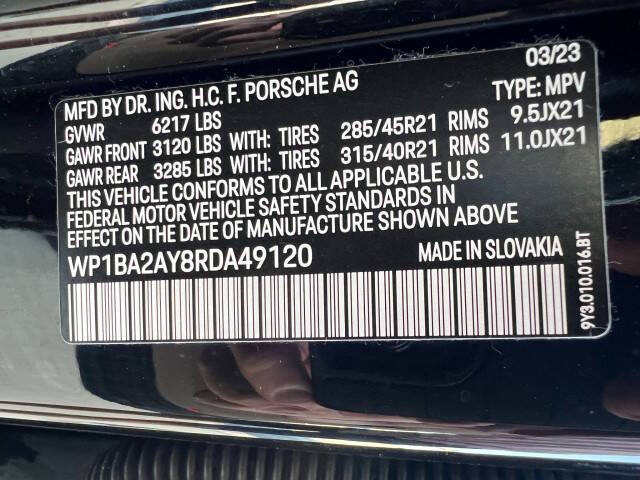 03/23
MFD BY DR. ING. H.C. F. PORSCHE AG
GVWR 6217 LBS TYPE: MPV
GAWR FRONT 3120 LBS WITH: TIRES 285/45R21 RIMS 9.5JX21
GAWR REAR 3285 LBS WITH: TIRES 315/40R21 RIMS 11.0JX21
THIS VEHICLE CONFORMS TO ALL APPLICABLE U.S.
FEDERAL MOTOR VEHICLE SAFETY STANDARDS IN
EFFECT ON THE DATE OF MANUFACTURE SHOWN ABOVE
WP1BA2AY8RDA49120 MADE IN SLOVAKIA
9Y3.010.016.BT